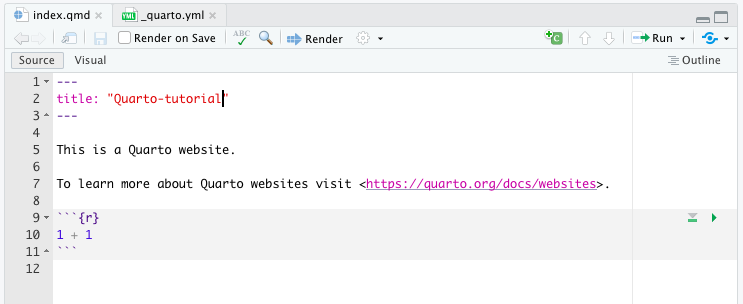 index.qmd × _quarto.yml ×
Render on Save ABC Render Run
Source Visual Outline
1 ---
2 title: "Quarto-tutorial"
3 ---
4
5 This is a Quarto website.
6
7 To learn more about Quarto websites visit <https://quarto.org/docs/websites>.
8
9 ```{r}
10 1 + 1
11 ```
12